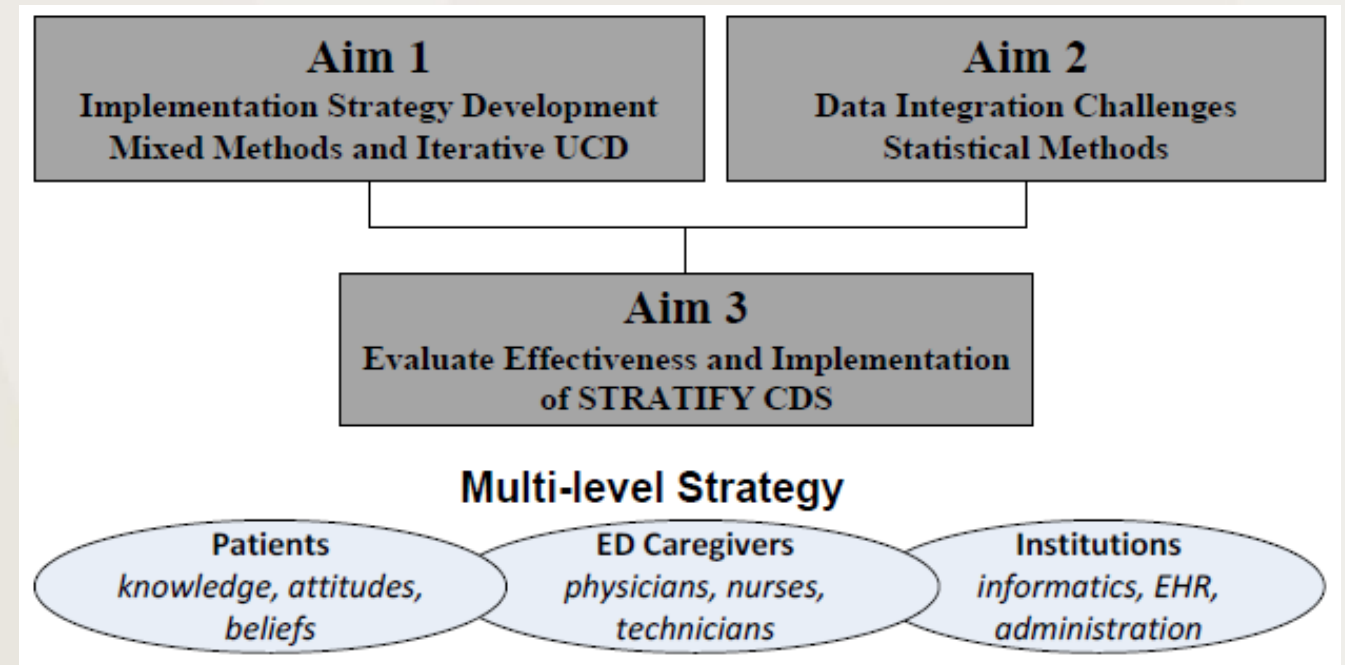 Aim 1
Implementation Strategy Development
Mixed Methods and Iterative UCD
Aim 2
Data Integration Challenges
Statistical Methods
Aim 3
Evaluate Effectiveness and Implementation
of STRATIFY CDS
Multi-level Strategy
Patients
knowledge, attitudes,
beliefs
ED Caregivers
physicians, nurses,
technicians
Institutions
informatics, EHR,
administration